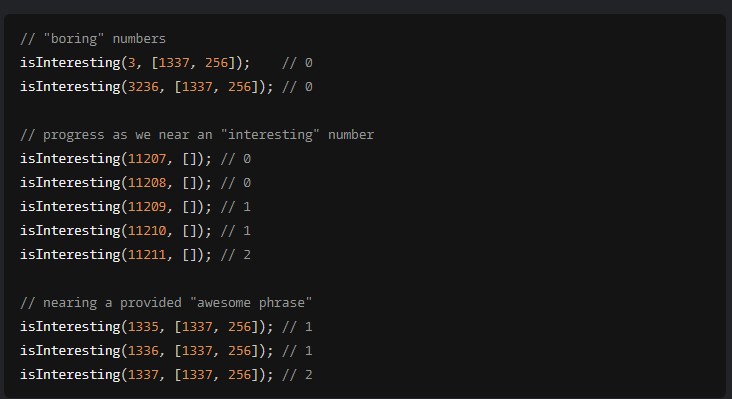 // "boring" numbers
isInteresting(3, [1337, 256]);    // 0
isInteresting(3236, [1337, 256]); // 0
// progress as we near an "interesting" number
isInteresting(11207, []); // 0
isInteresting(11208, []); // 0
isInteresting(11209, []); // 1
isInteresting(11210, []); // 1
isInteresting(11211, []); // 2
// nearing a provided "awesome phrase"
isInteresting(1335, [1337, 256]); // 1
isInteresting(1336, [1337, 256]); // 1
isInteresting(1337, [1337, 256]); // 2